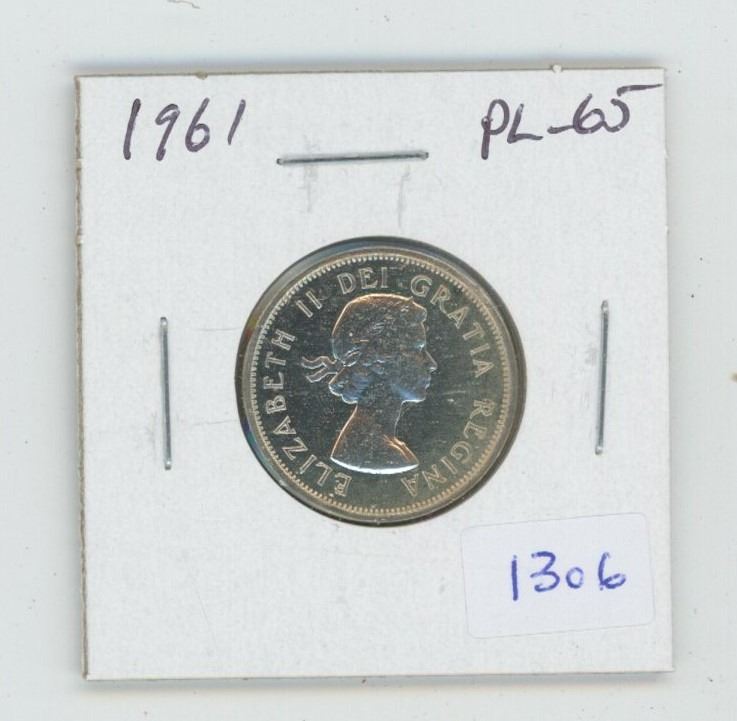 1961 PL-65
ELIZABETH II DEI GRATIA REGINA
1306